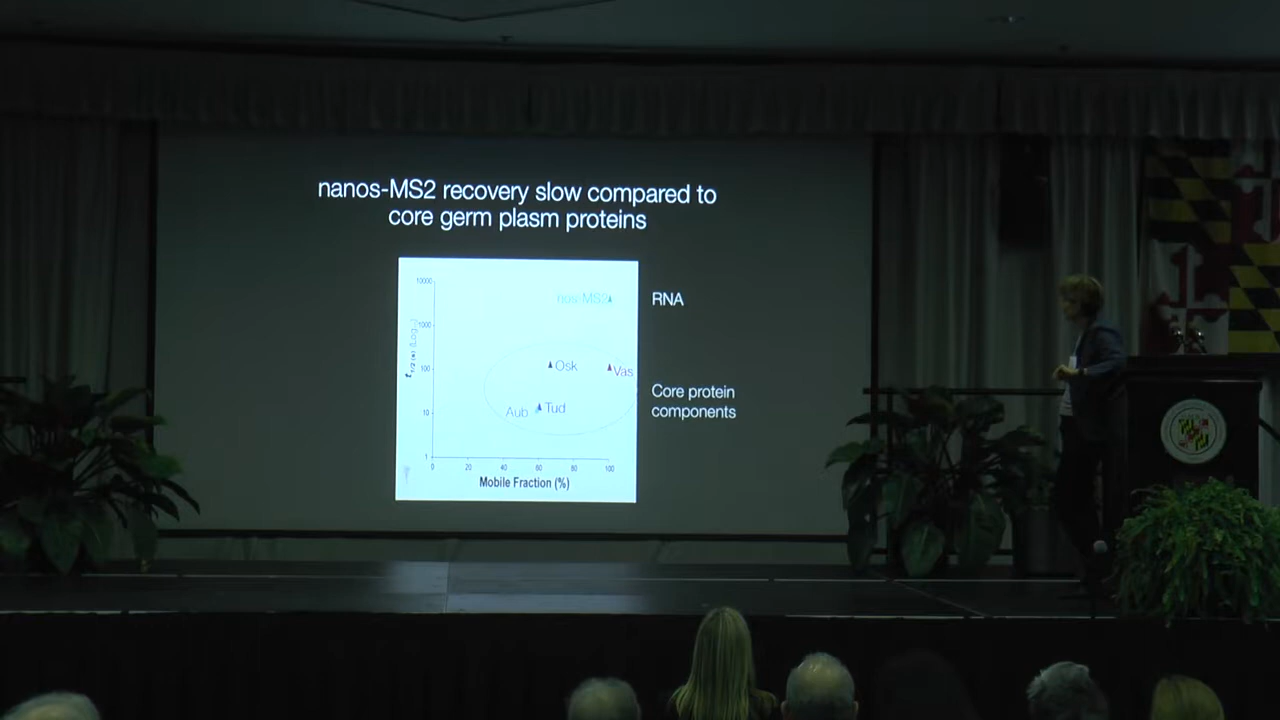 nanos-MS2 recovery slow compared to
core germ plasm proteins
10000
nos-MS2
RNA
1000
100
Osk
Vas
Core protein
components
10
Aub
Tud
1
0 20 40 60 80 100
Mobile Fraction (%)